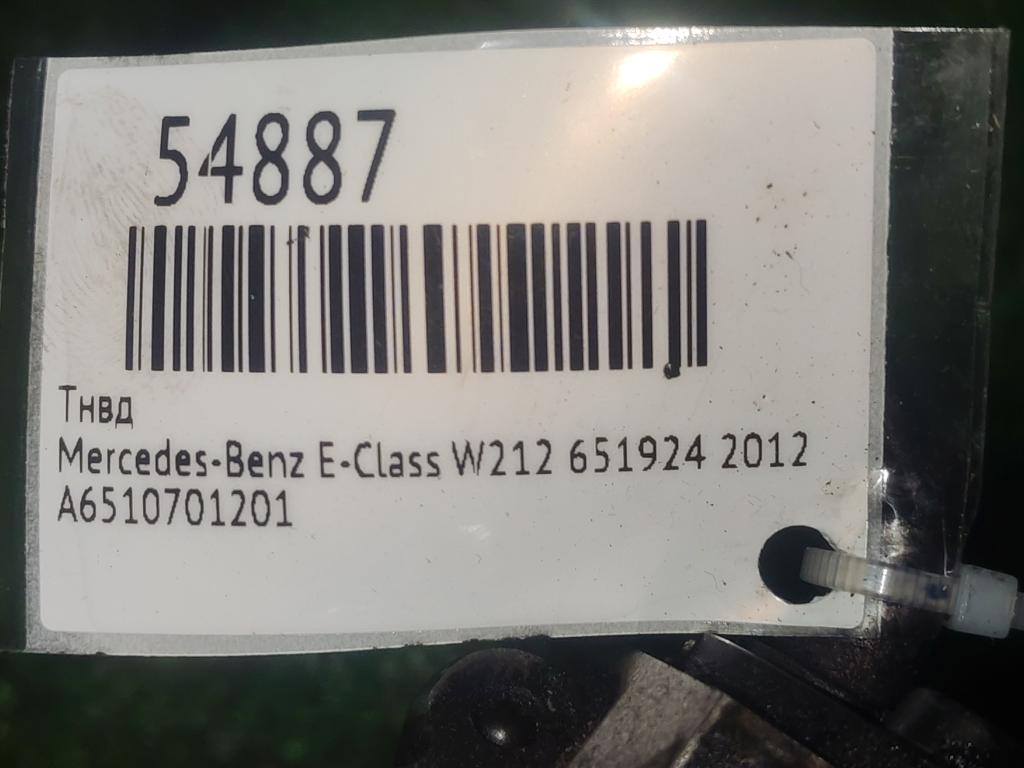 54887
Тнвд
Mercedes-Benz E-Class W212 651924 2012
A6510701201